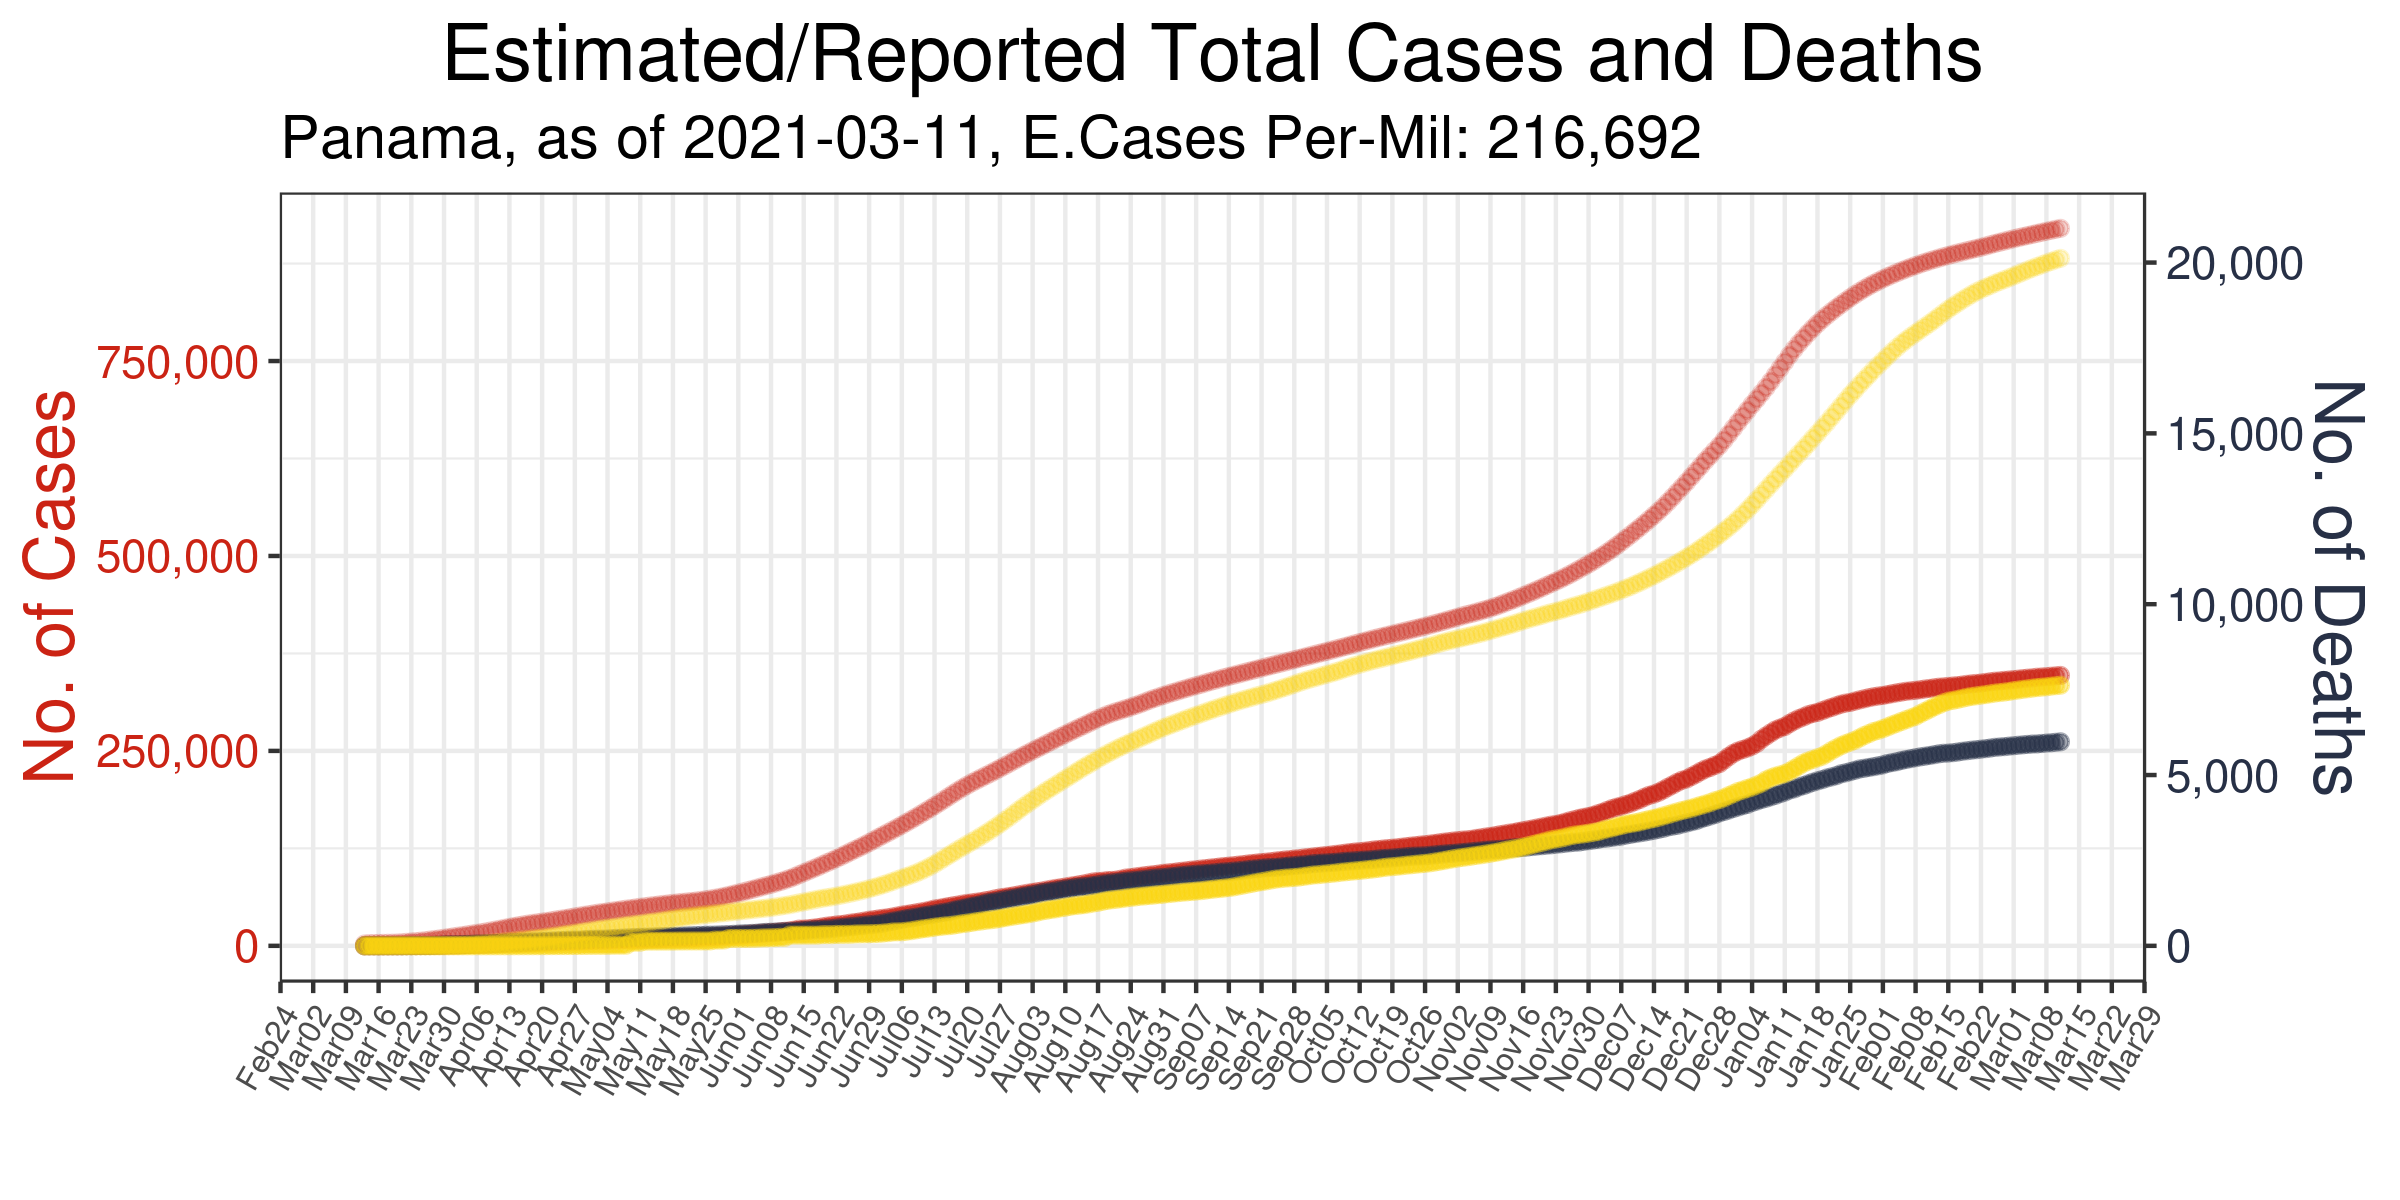 Estimated/Reported Total Cases and Deaths
Panama, as of 2021-03-11, E.Cases Per-Mil: 216,692
No. of Cases
750,000
500,000
250,000
0
20,000
15,000
10,000
5,000
0
No. of Deaths
Feb24
Mar02
Mar09
Mar16
Mar23
Mar30
Apr06
Apr13
Apr20
Apr27
May04
May11
May18
May25
Jun01
Jun08
Jun15
Jun22
Jun29
Jul06
Jul13
Jul20
Jul27
Aug03
Aug10
Aug17
Aug24
Aug31
Sep07
Sep14
Sep21
Sep28
Oct05
Oct12
Oct19
Oct26
Nov02
Nov09
Nov16
Nov23
Nov30
Dec07
Dec14
Dec21
Dec28
Jan04
Jan11
Jan18
Jan25
Feb01
Feb08
Feb15
Feb22
Mar01
Mar08
Mar15
Mar22
Mar29